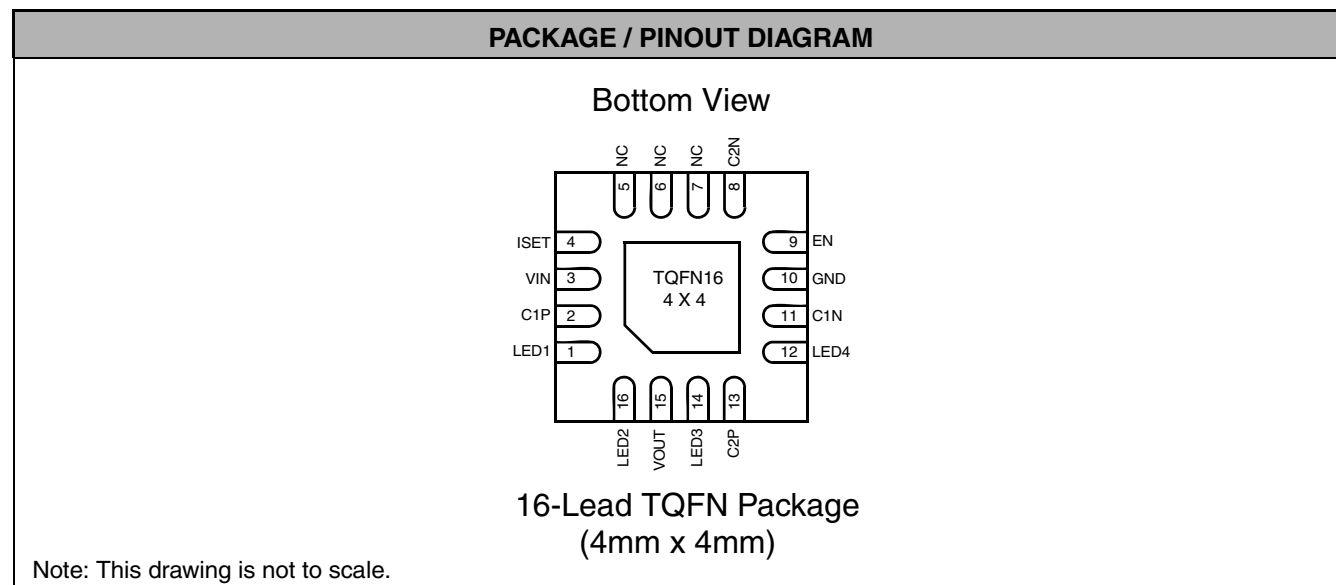 PACKAGE / PINOUT DIAGRAM
Bottom View
NC
NC
NC
C2N
5
6
7
8
ISET 4
9 EN
VIN 3
TQFN16
10 GND
4 X 4
C1P 2
11 C1N
LED1 1
12 LED4
16
15
14
13
LED2
VOUT
LED3
C2P
16-Lead TQFN Package
(4mm x 4mm)
Note: This drawing is not to scale.